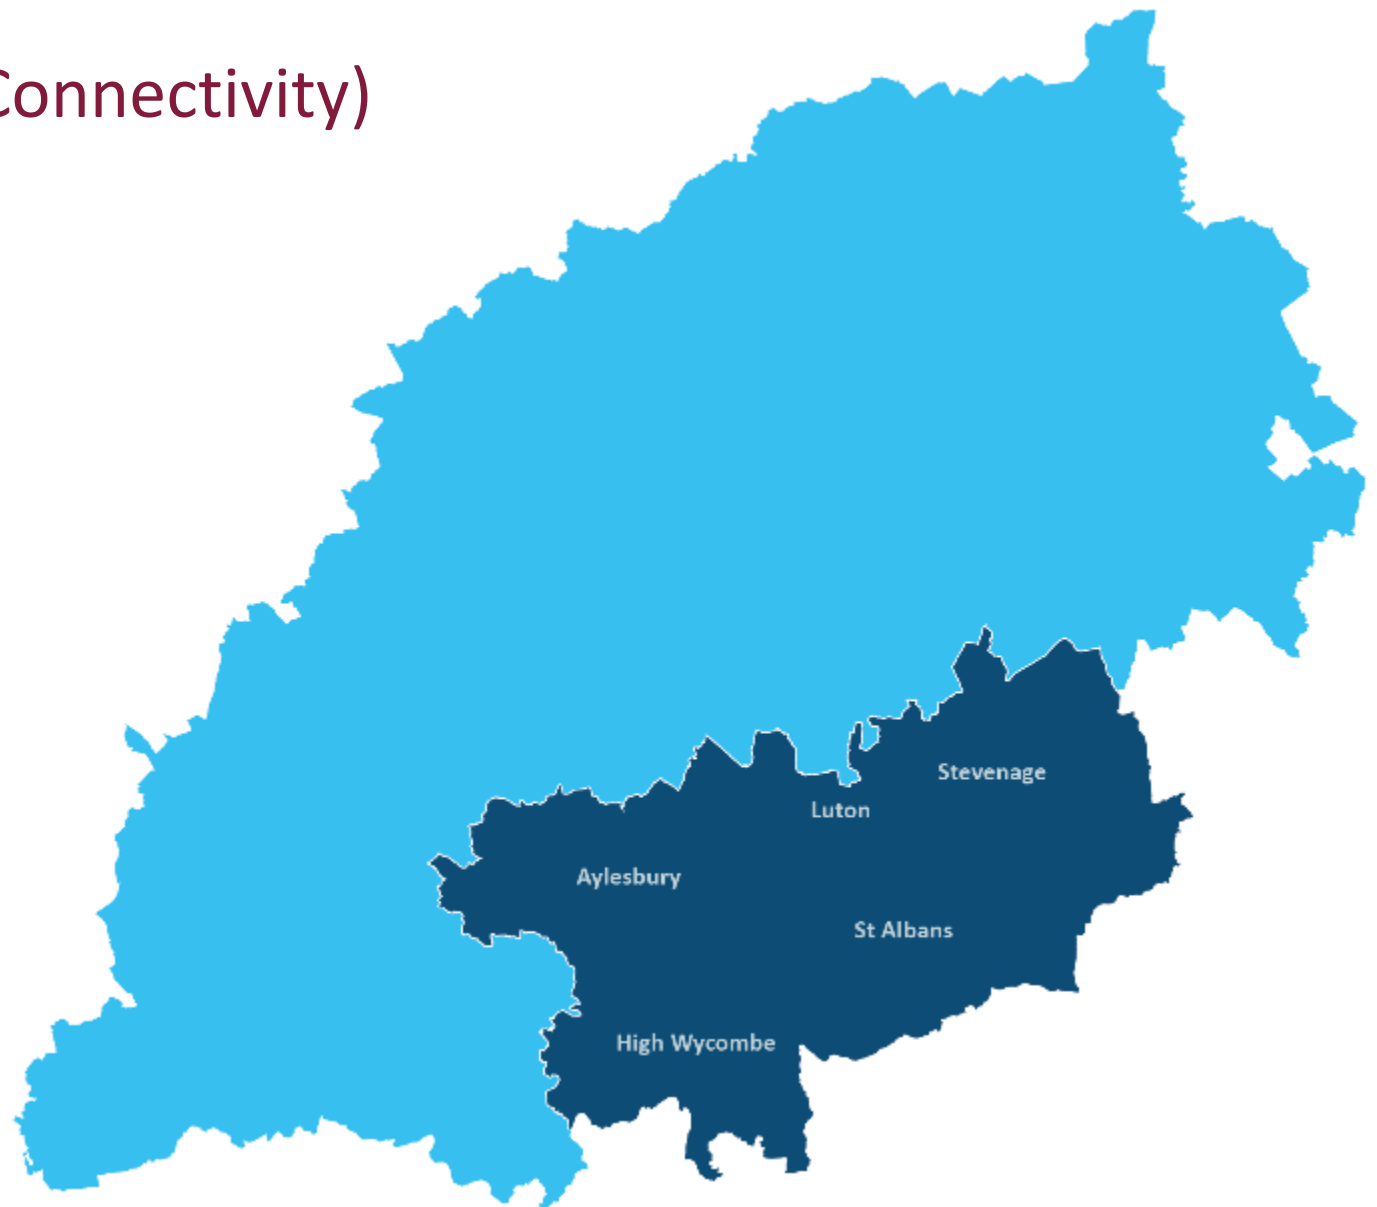 Connectivity)
Stevenage
Luton
Aylesbury
St Albans
High Wycombe